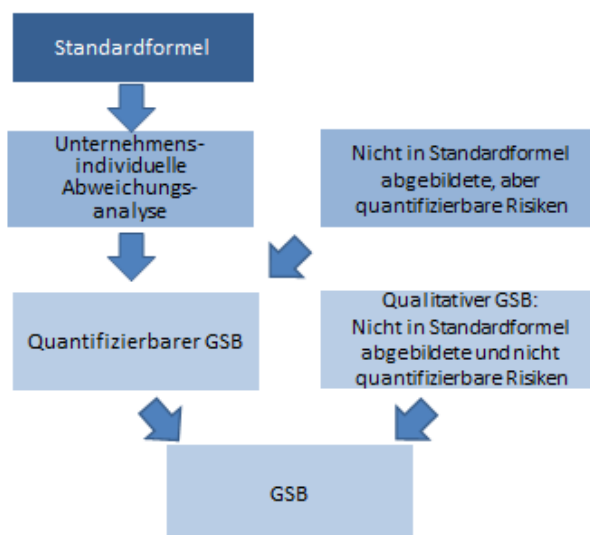 Standardformel
Unternehmens-
individuelle
Abweichungs-
analyse
Nicht in Standardformel
abgebildete, aber
quantifizierbare Risiken
Quantifizierbarer GSB
Qualitativer GSB:
Nicht in Standardformel
abgebildete und nicht
quantifizierbare Risiken
GSB